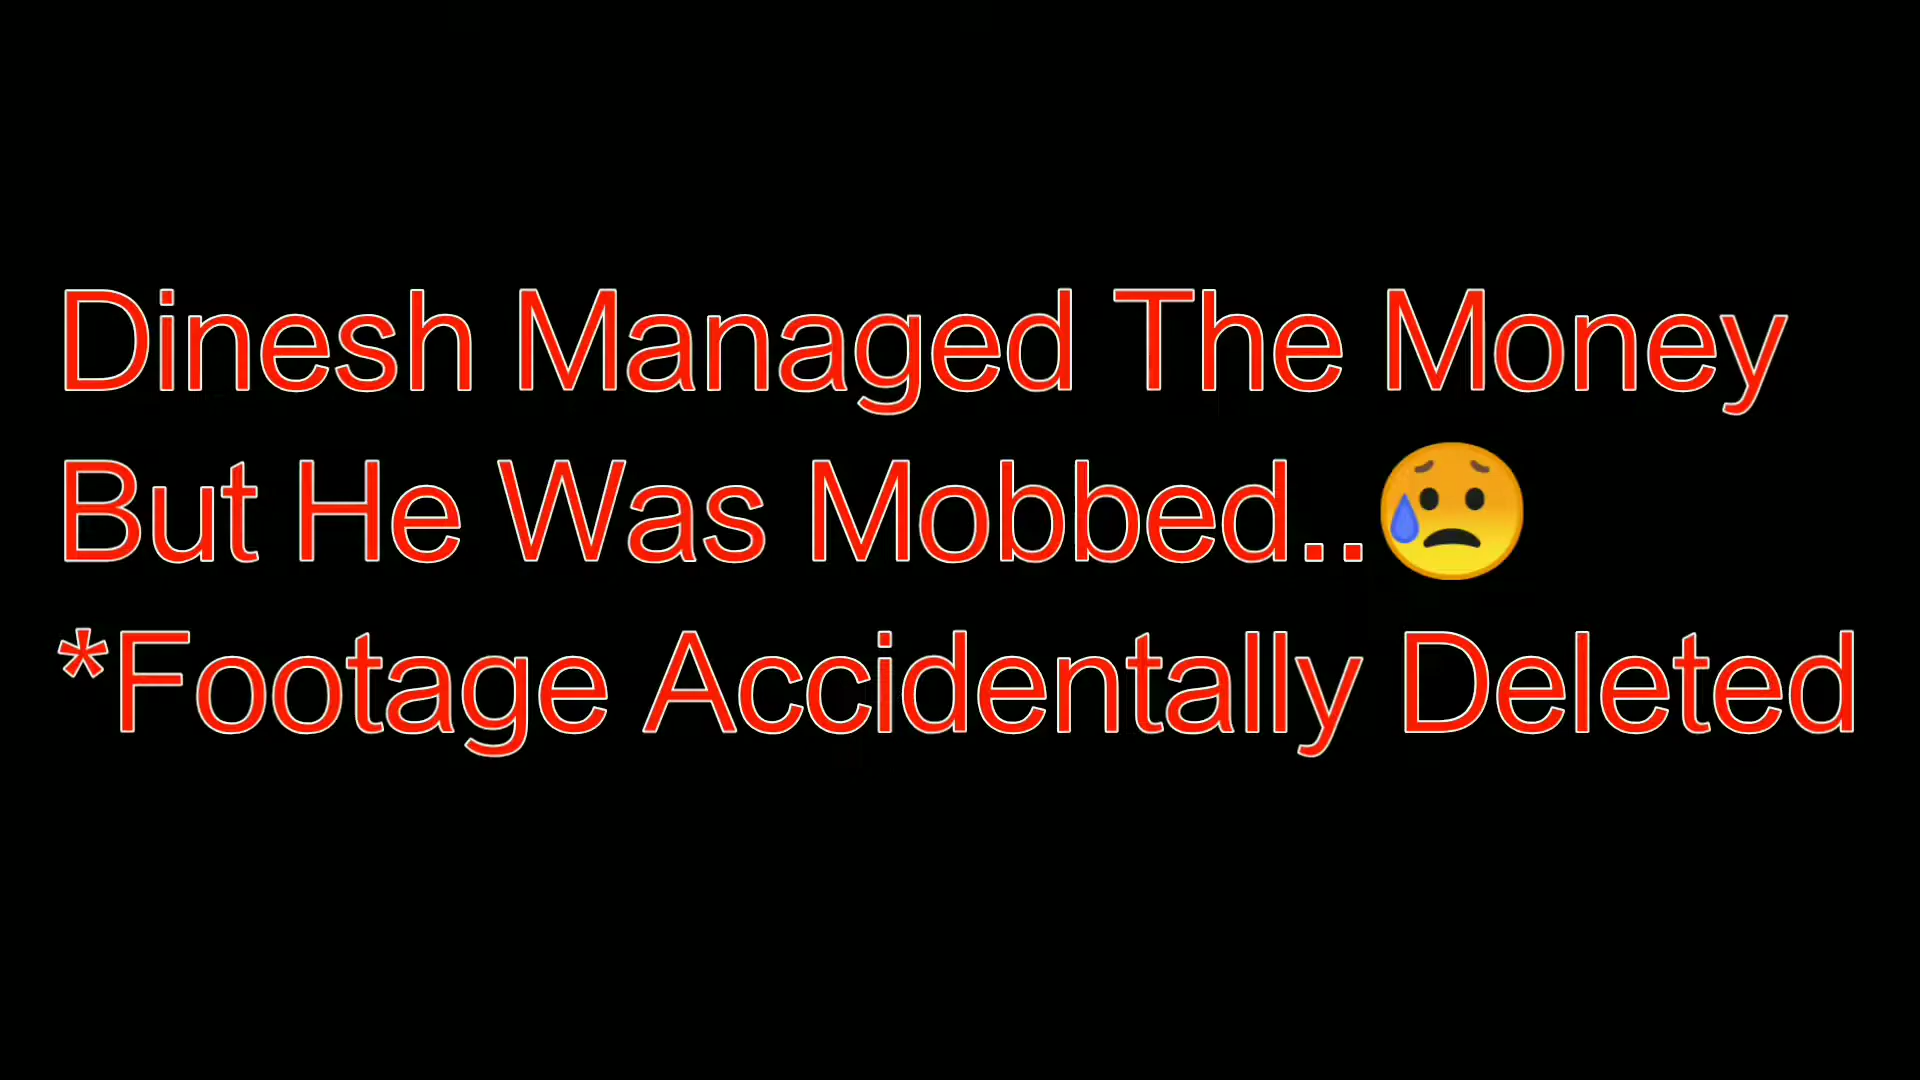 Dinesh Managed The Money
But He Was Mobbed..😥
*Footage Accidentally Deleted